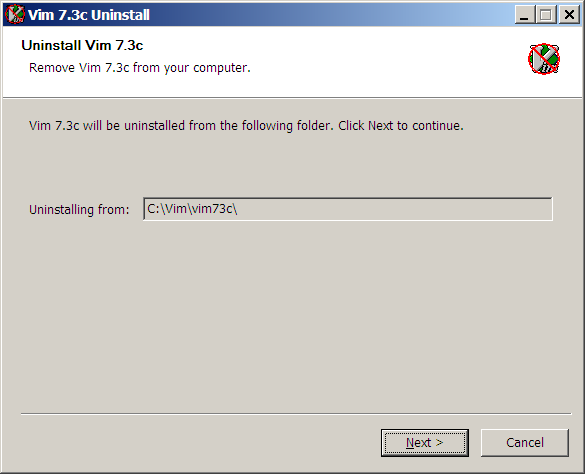 Vim 7.3c Uninstall
Uninstall Vim 7.3c
Remove Vim 7.3c from your computer.
Vim 7.3c will be uninstalled from the following folder. Click Next to continue.
Uninstalling from: C:\Vim\vim73c\
Next > Cancel